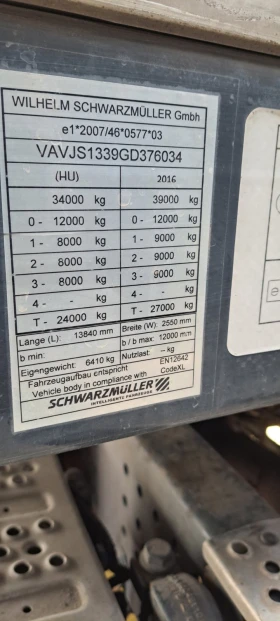 WILHELM SCHWARZMÜLLER Gmbh
e1*2007/46*0577*03
VAVJS1339GD376034
(HU) 2016
34000 kg 39000 kg
0 - 12000 kg 0 - 12000 kg
1 - 8000 kg 1 - 9000 kg
2 - 8000 kg 2 - 9000 kg
3 - 8000 kg 3 - 9000 kg
4 - - kg 4 - - kg
T - 24000 kg T - 27000 kg
Länge (L): 13840 mm Breite (W): 2550 mm
b min: b / b max: 12000 mm
Eigengewicht: 6410 kg Nutzlast: -- kg
Fahrzeugaufbau entspricht EN12642
Vehicle body in compliance with CodeXL
SCHWARZMÜLLER
INTELLIGENTE FAHRZEUGE